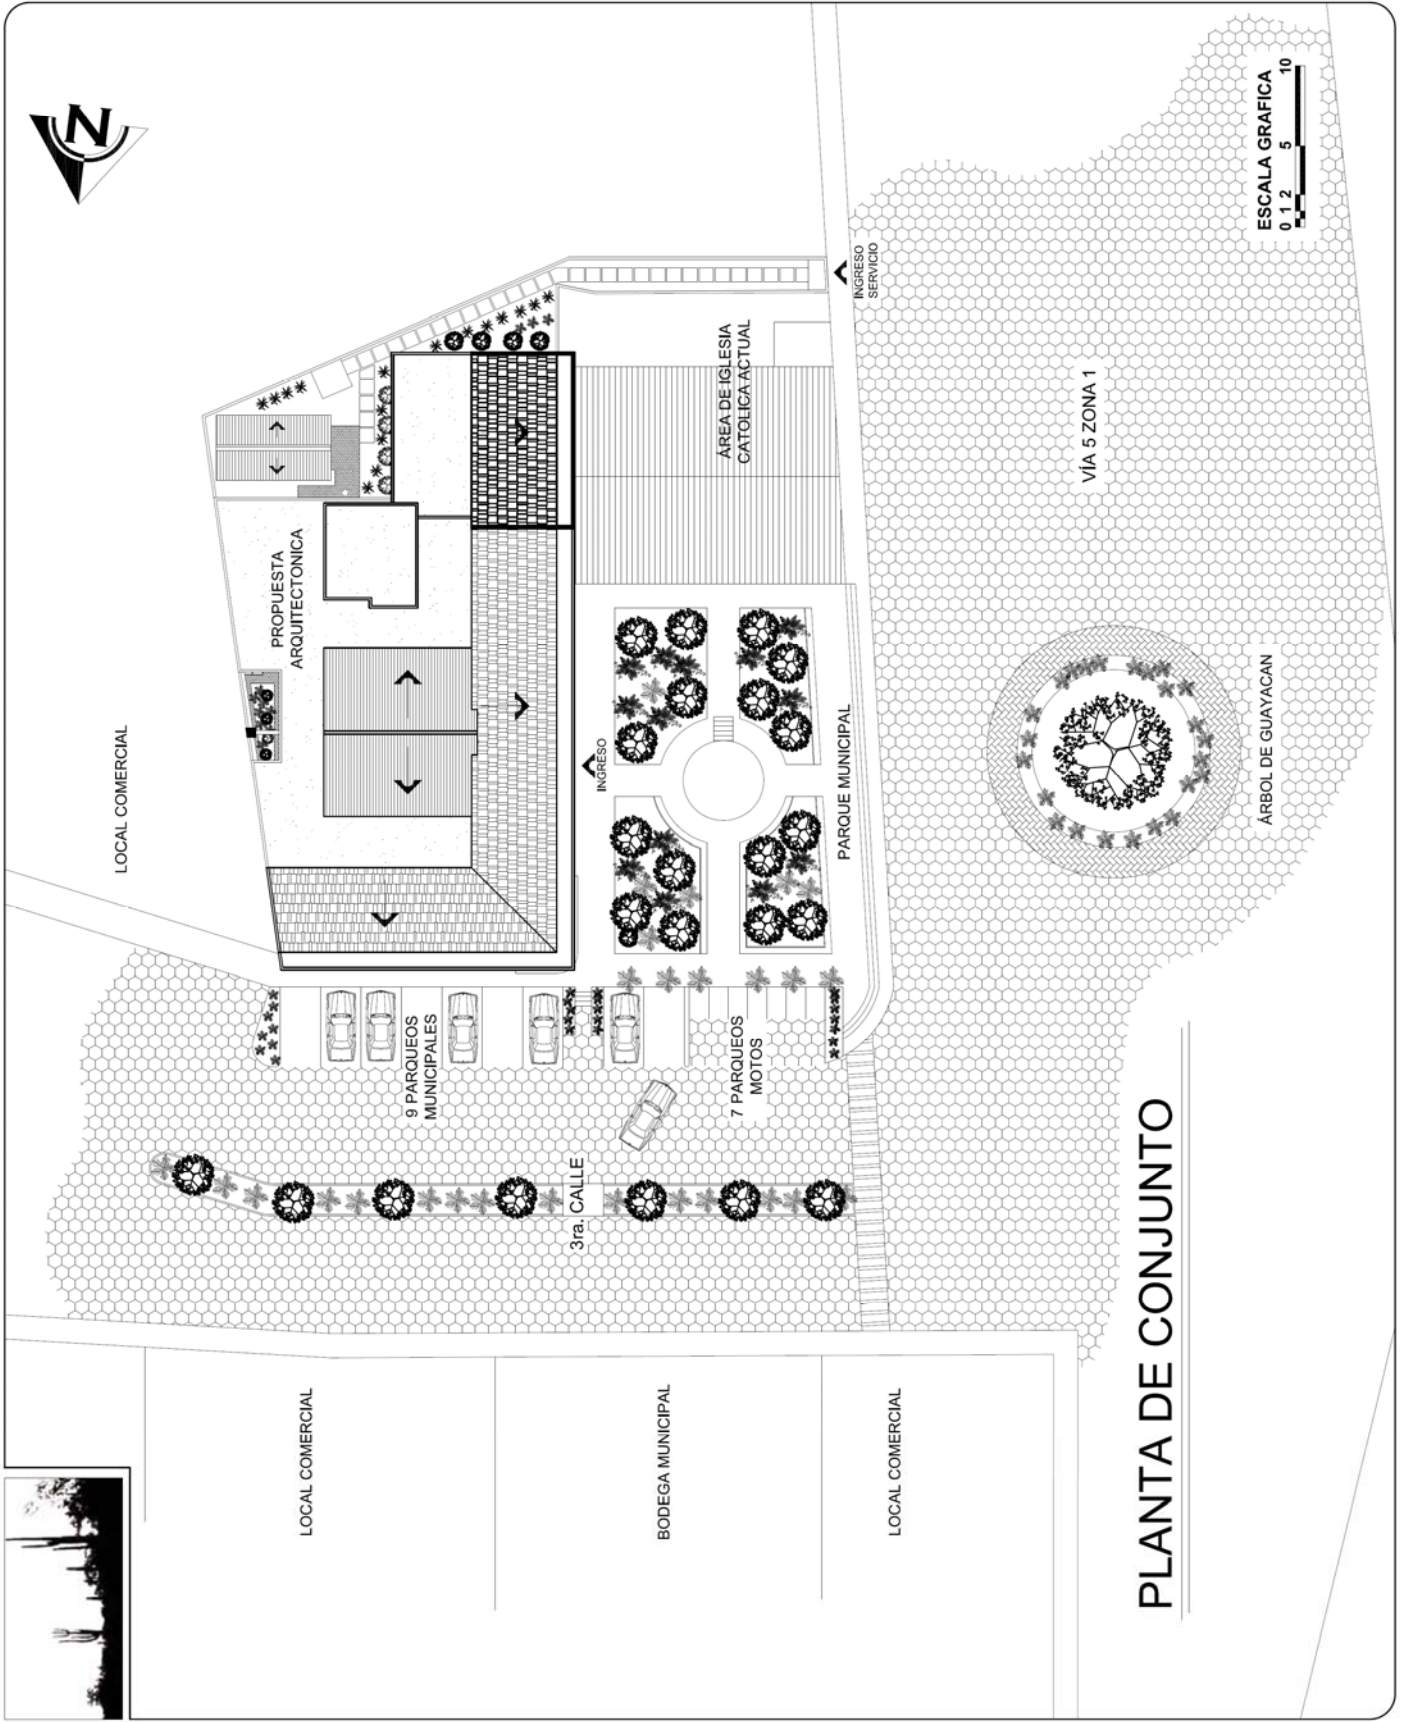 N
LOCAL COMERCIAL
PROPUESTA
ARQUITECTONICA
INGRESO
ÁREA DE IGLESIA
CATOLICA ACTUAL
INGRESO
SERVICIO
PARQUE MUNICIPAL
9 PARQUEOS
MUNICIPALES
7 PARQUEOS
MOTOS
3ra. CALLE
LOCAL COMERCIAL
BODEGA MUNICIPAL
LOCAL COMERCIAL
VÍA 5 ZONA 1
ÁRBOL DE GUAYACAN
ESCALA GRAFICA
0 1 2 5 10
PLANTA DE CONJUNTO